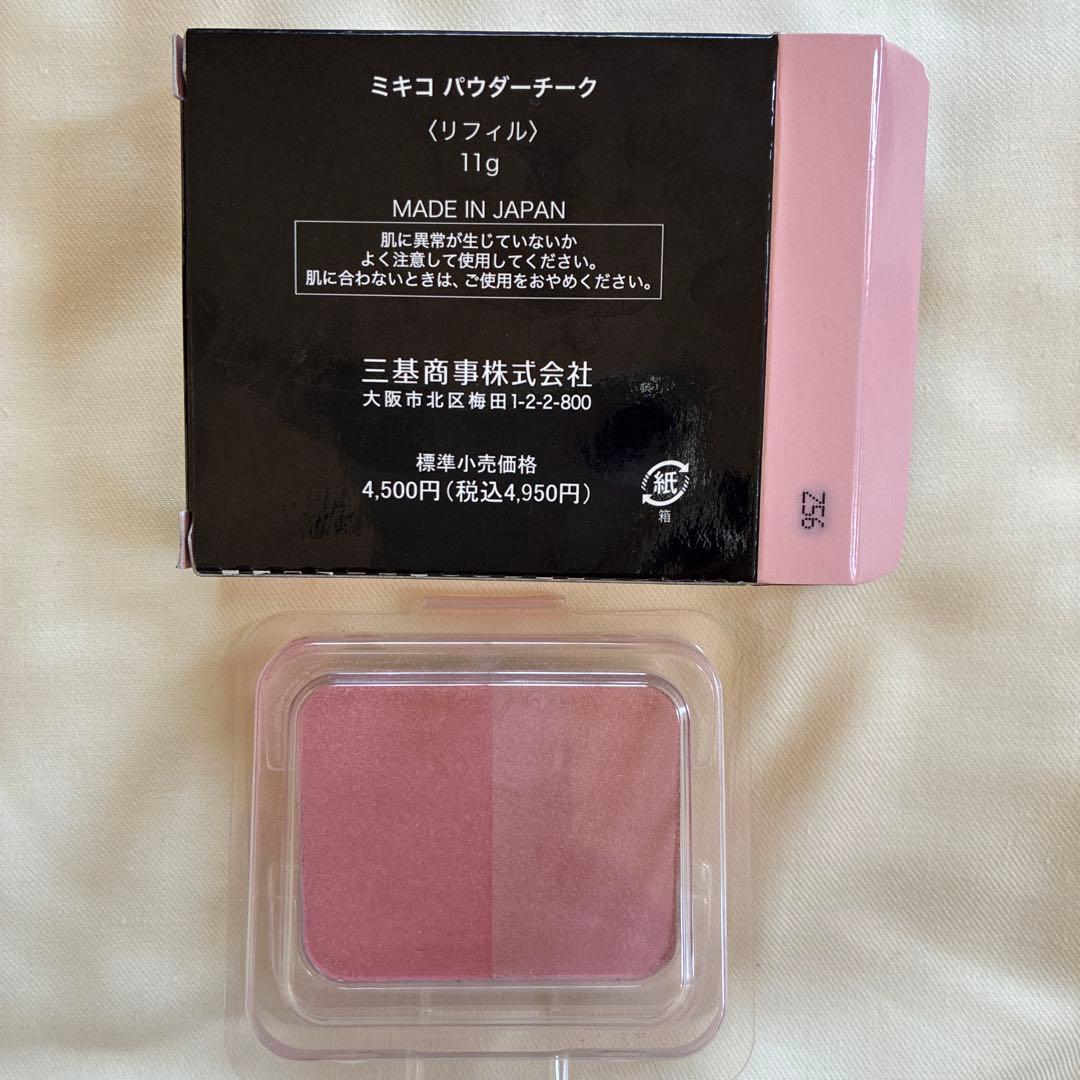 ミキコ パウダーチーク
〈リフィル〉
11g
MADE IN JAPAN
肌に異常が生じていないか
よく注意して使用してください。
肌に合わないときは、ご使用をおやめください。
三基商事株式会社
大阪市北区梅田1-2-2-800
標準小売価格
4,500円(税込4,950円)
紙
箱
Z56